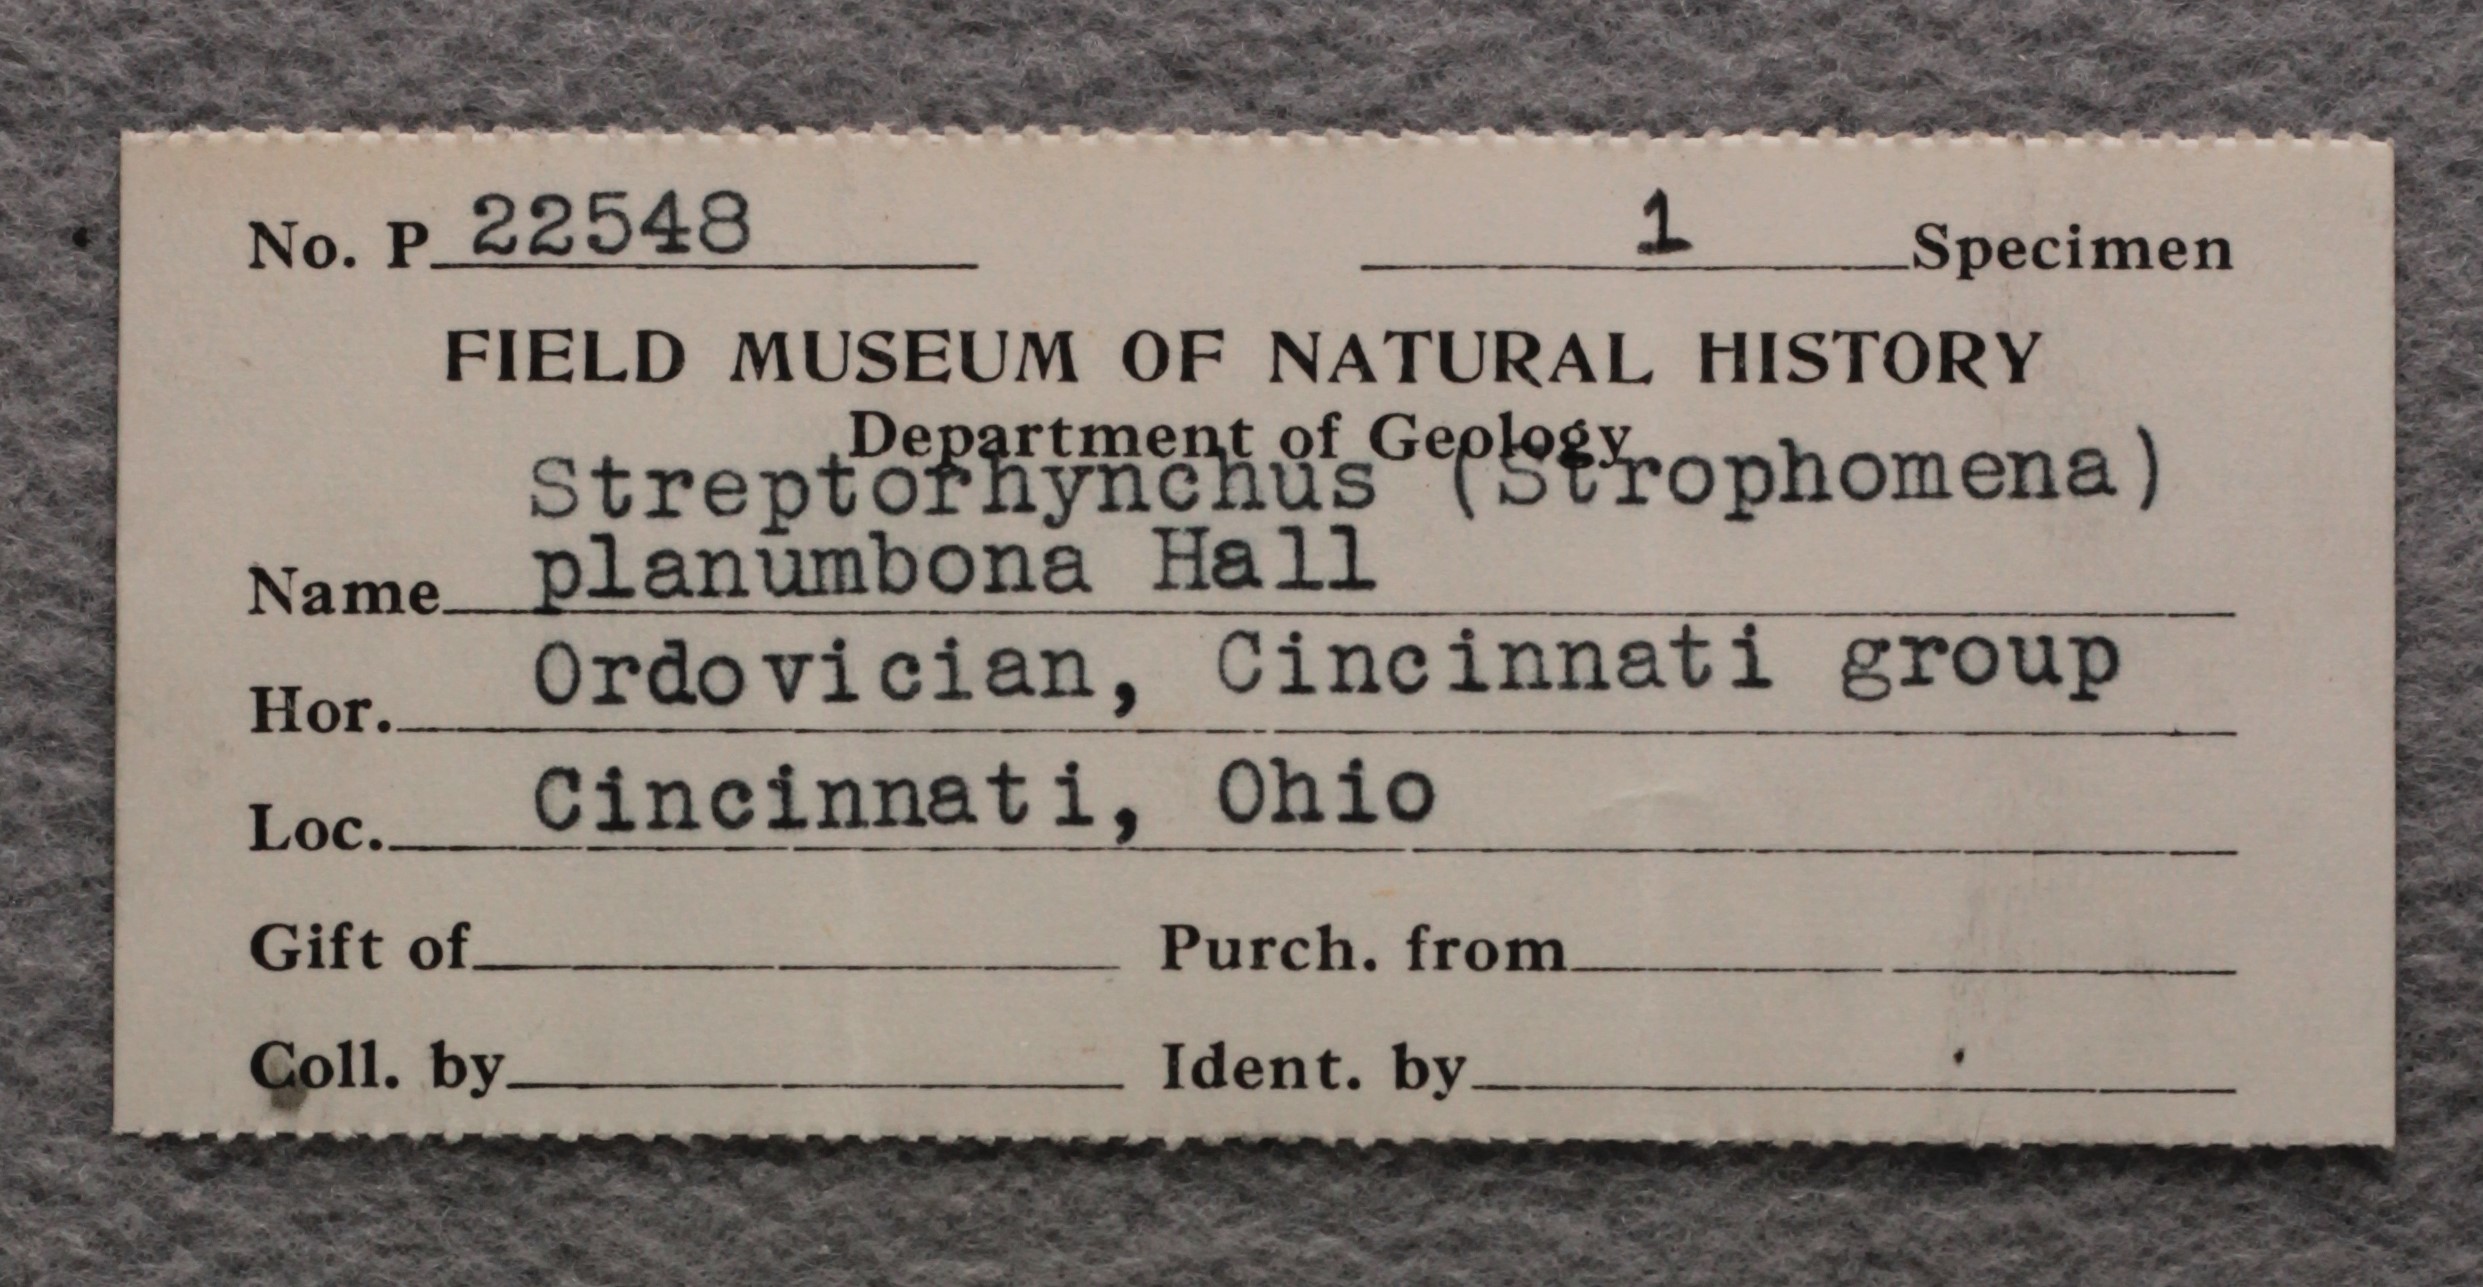 No. P 22548 1 Specimen
FIELD MUSEUM OF NATURAL HISTORY
Department of Geology
Streptorhynchus (Strophomena)
Name planumbona Hall
Hor. Ordovician, Cincinnati group
Loc. Cincinnati, Ohio
Gift of Purch. from
Coll. by Ident. by